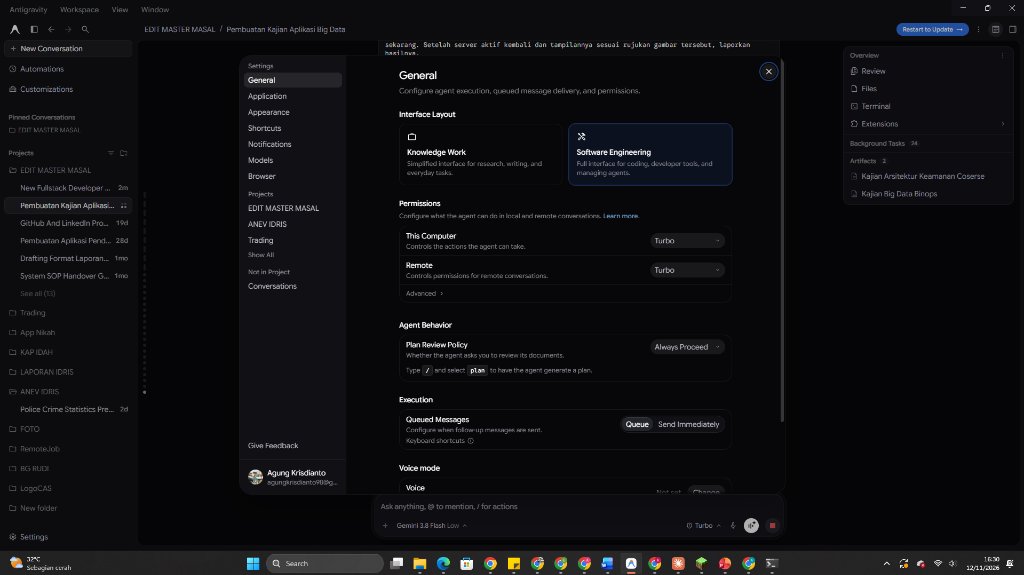 Antigravity Workspace View Window
EDIT MASTER MASAL / Pembuatan Kajian Aplikasi Big Data
Restart to Update →
New Conversation
Automations
Customizations
Pinned Conversations
EDIT MASTER MASAL
Projects
EDIT MASTER MASAL
New Fullstack Developer ... 2m
Pembuatan Kajian Aplikasi...
GitHub And LinkedIn Pro... 19d
Pembuatan Aplikasi Pend... 28d
Drafting Format Laporan... 1mo
System SOP Handover G... 1mo
See all (13)
Trading
App Nikah
KAP IDAH
LAPORAN IDRIS
ANEV IDRIS
Police Crime Statistics Pre... 2d
FOTO
RemoteJob
BG RUDI
LogoCAS
New folder
Settings
sekarang. Setelah server aktif kembali dan tampilannya sesuai rujukan gambar tersebut, laporkan
hasilnya.
Settings
General
Application
Appearance
Shortcuts
Notifications
Models
Browser
Projects
EDIT MASTER MASAL
ANEV IDRIS
Trading
Show All
Not in Project
Conversations
Give Feedback
Agung Krisdianto
agungkrisdianto98@g...
General
Configure agent execution, queued message delivery, and permissions.
Interface Layout
Knowledge Work
Simplified interface for research, writing, and
everyday tasks.
Software Engineering
Full interface for coding, developer tools, and
managing agents.
Permissions
Configure what the agent can do in local and remote conversations. Learn more.
This Computer
Controls the actions the agent can take.
Turbo
Remote
Controls permissions for remote conversations.
Turbo
Advanced >
Agent Behavior
Plan Review Policy
Whether the agent asks you to review its documents.
Always Proceed
Type / and select plan to have the agent generate a plan.
Execution
Queued Messages
Configure when follow-up messages are sent.
Keyboard shortcuts
Queue Send Immediately
Voice mode
Voice
Not set Change
Ask anything, @ to mention, / for actions
Gemini 3.8 Flash Low
Turbo
Overview
Review
Files
Terminal
Extensions
Background Tasks 24
Artifacts 2
Kajian Arsitektur Keamanan Coserse
Kajian Big Data Binops
32°C
Sebagian cerah
Search
16:30
12/11/2026